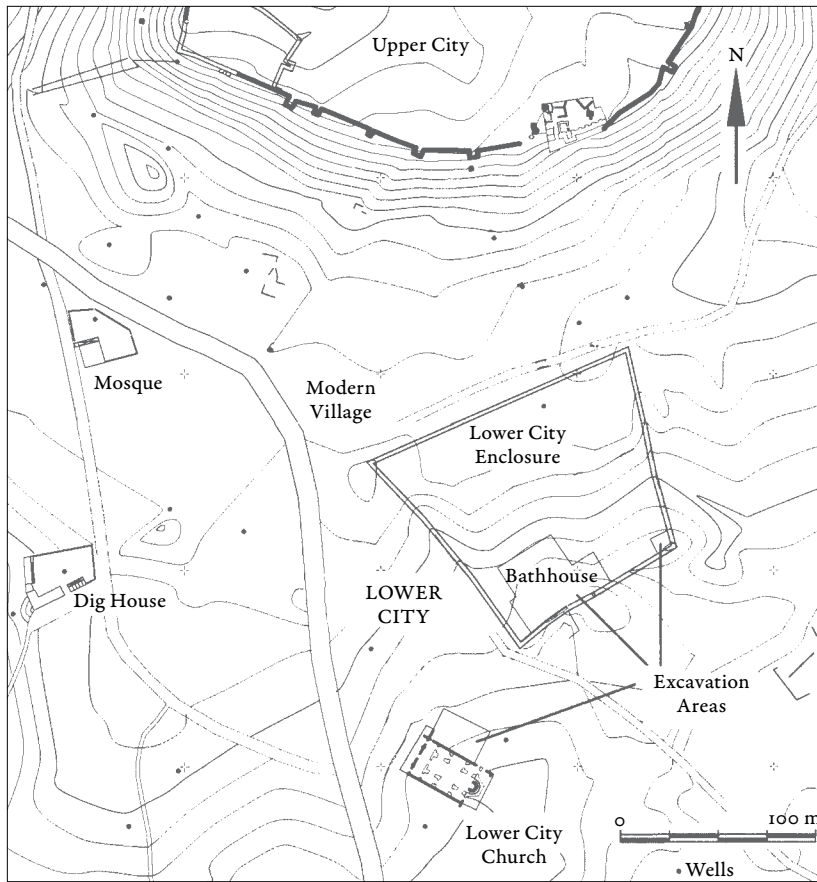 Upper City
N
Mosque
Modern
Village
Lower City
Enclosure
Bathhouse
Dig House
LOWER
CITY
Excavation
Areas
Lower City
Church
0
100 m
Wells